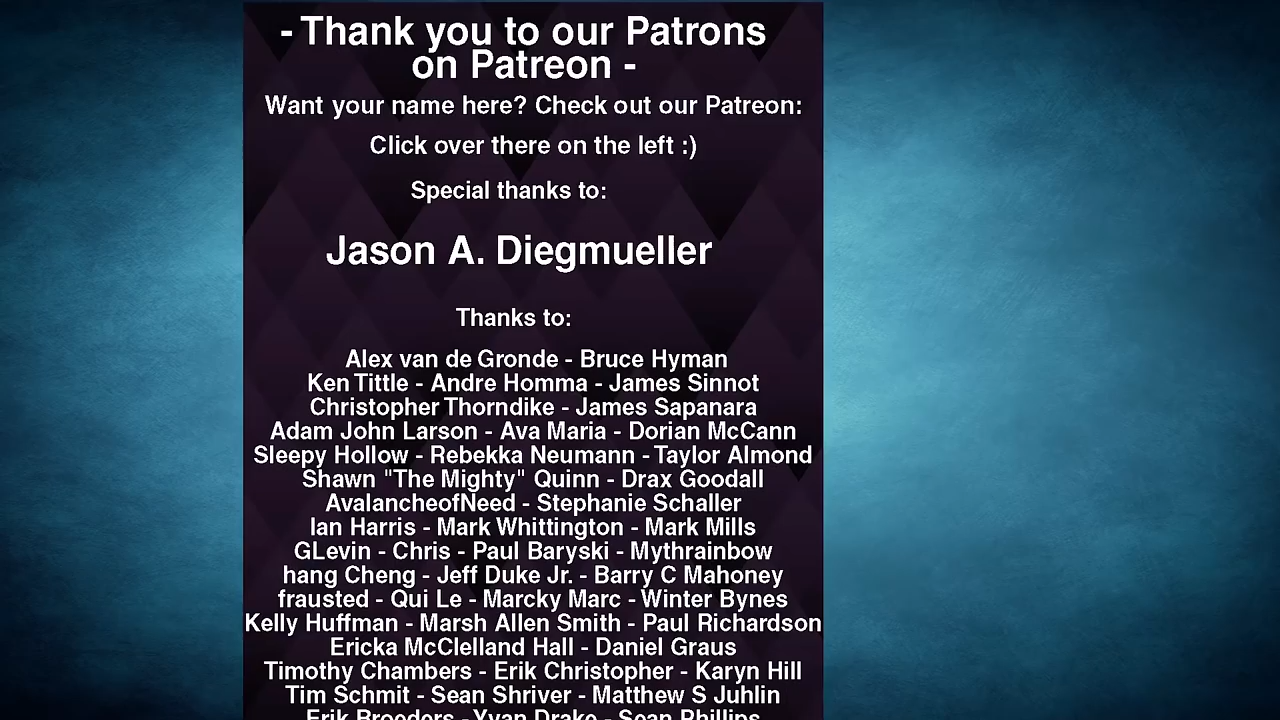 - Thank you to our Patrons
on Patreon -
Want your name here? Check out our Patreon:
Click over there on the left :)
Special thanks to:
Jason A. Diegmueller
Thanks to:
Alex van de Gronde - Bruce Hyman
Ken Tittle - Andre Homma - James Sinnot
Christopher Thorndike - James Sapanara
Adam John Larson - Ava Maria - Dorian McCann
Sleepy Hollow - Rebekka Neumann - Taylor Almond
Shawn "The Mighty" Quinn - Drax Goodall
AvalancheofNeed - Stephanie Schaller
Ian Harris - Mark Whittington - Mark Mills
GLevin - Chris - Paul Baryski - Mythrainbow
hang Cheng - Jeff Duke Jr. - Barry C Mahoney
frausted - Qui Le - Marcky Marc - Winter Bynes
Kelly Huffman - Marsh Allen Smith - Paul Richardson
Ericka McClelland Hall - Daniel Graus
Timothy Chambers - Erik Christopher - Karyn Hill
Tim Schmit - Sean Shriver - Matthew S Juhlin
Erik Broeders - Yvan Drake - Sean Phillips